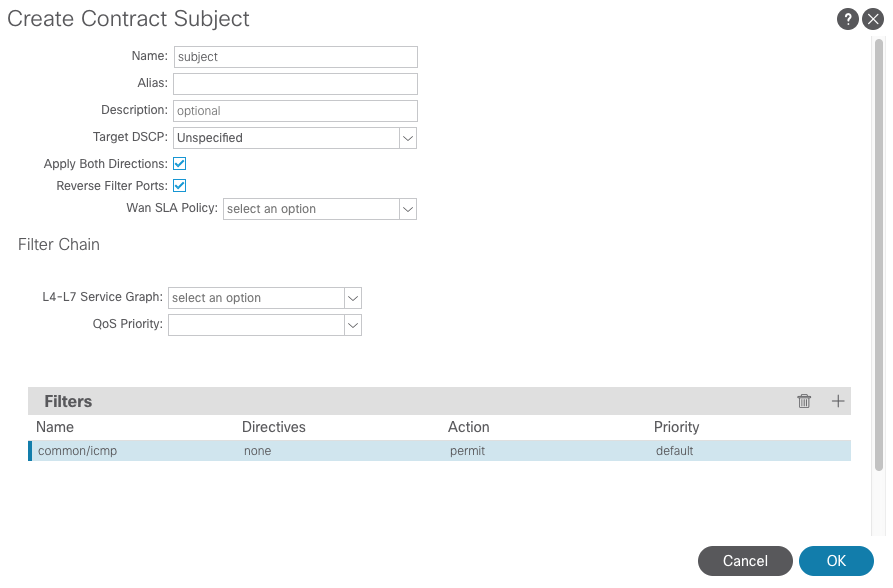 Create Contract Subject
?
Name: subject
Alias:
Description: optional
Target DSCP: Unspecified
Apply Both Directions:
Reverse Filter Ports:
Wan SLA Policy: select an option
Filter Chain
L4-L7 Service Graph: select an option
QoS Priority:
Filters
Name Directives Action Priority
common/icmp none permit default
Cancel OK